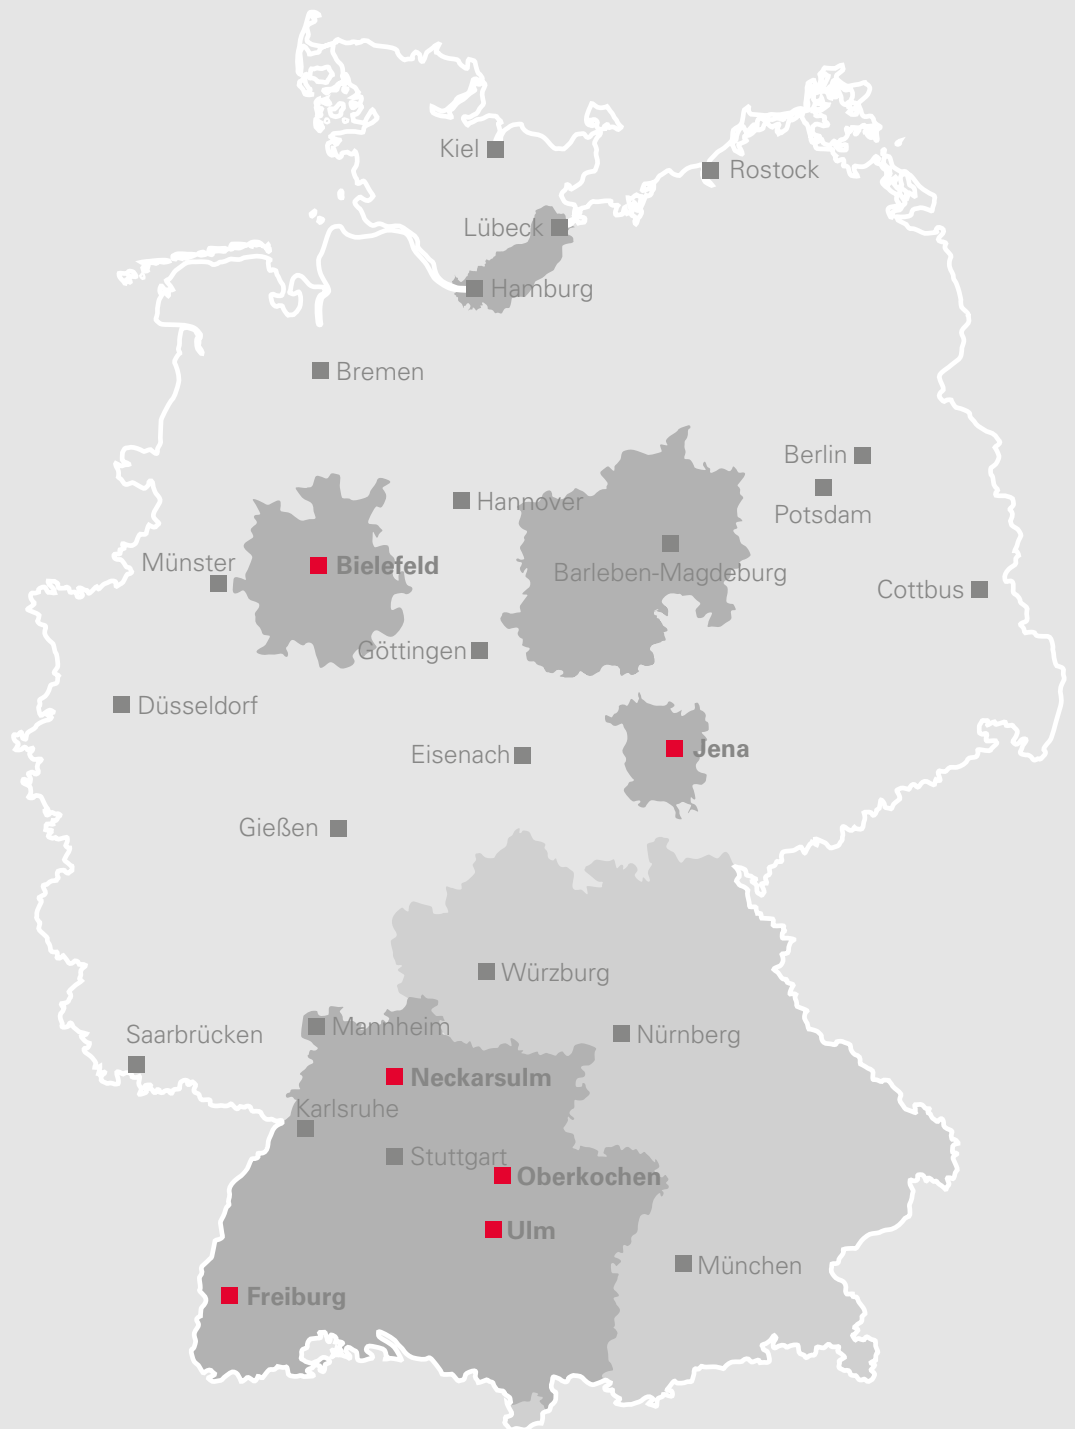 Kiel
Rostock
Lübeck
Hamburg
Bremen
Berlin
Hannover
Potsdam
Münster
Bielefeld
Barleben-Magdeburg
Cottbus
Göttingen
Düsseldorf
Jena
Eisenach
Gießen
Würzburg
Mannheim
Saarbrücken
Nürnberg
Neckarsulm
Karlsruhe
Stuttgart
Oberkochen
Ulm
München
Freiburg